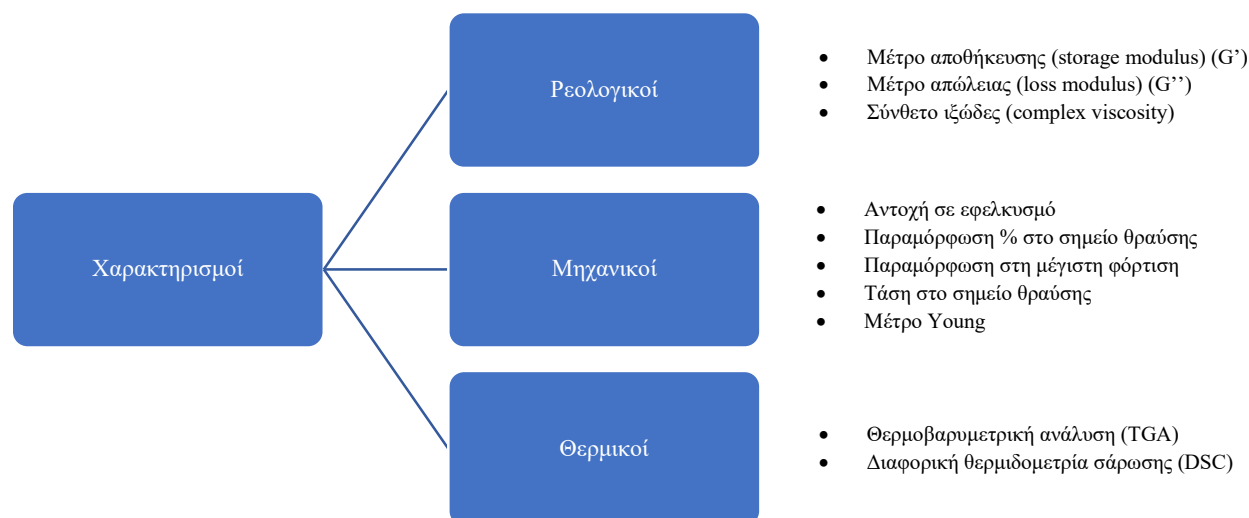 Χαρακτηρισμοί
Ρεολογικοί
• Μέτρο αποθήκευσης (storage modulus) (G’)
• Μέτρο απώλειας (loss modulus) (G’’)
• Σύνθετο ιξώδες (complex viscosity)
Μηχανικοί
• Αντοχή σε εφελκυσμό
• Παραμόρφωση % στο σημείο θραύσης
• Παραμόρφωση στη μέγιστη φόρτιση
• Τάση στο σημείο θραύσης
• Μέτρο Young
Θερμικοί
• Θερμοβαρυμετρική ανάλυση (TGA)
• Διαφορική θερμιδομετρία σάρωσης (DSC)